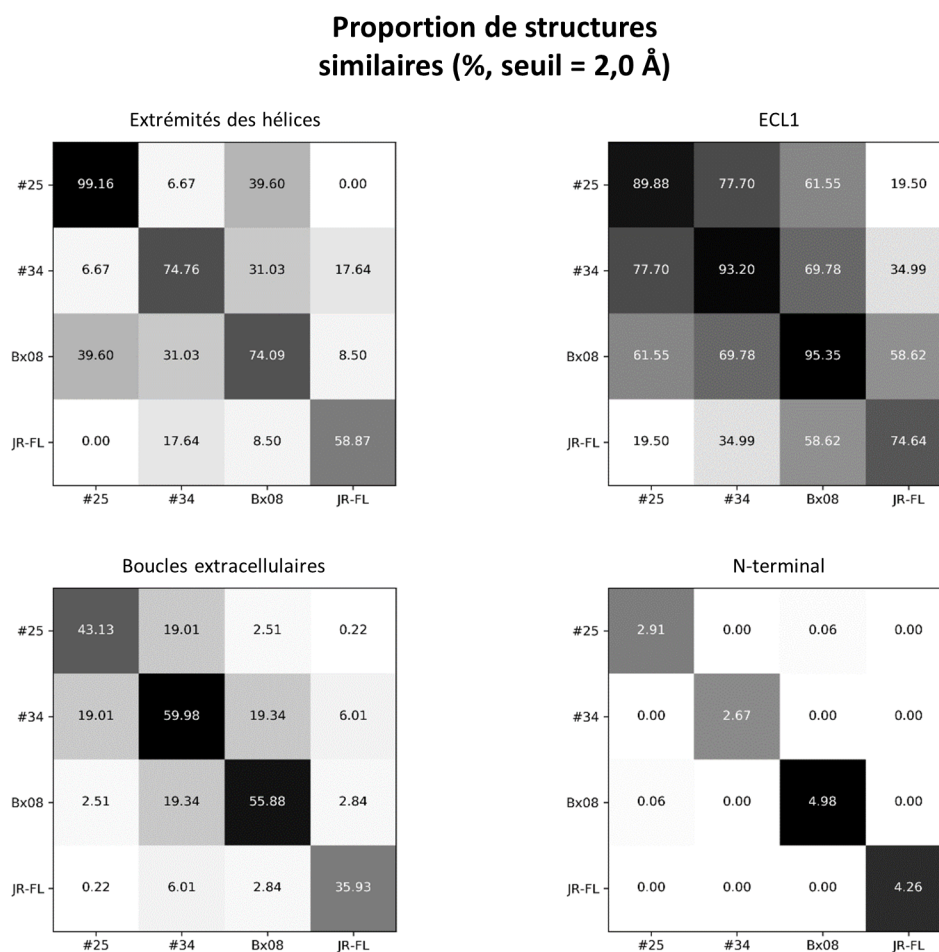 Proportion de structures
similaires (%, seuil = 2,0 Å)
Extrémités des hélices
#25 99.16 6.67 39.60 0.00
#34 6.67 74.76 31.03 17.64
Bx08 39.60 31.03 74.09 8.50
JR-FL 0.00 17.64 8.50 58.87
#25 #34 Bx08 JR-FL
ECL1
#25 89.88 77.70 61.55 19.50
#34 77.70 93.20 69.78 34.99
Bx08 61.55 69.78 95.35 58.62
JR-FL 19.50 34.99 58.62 74.64
#25 #34 Bx08 JR-FL
Boucles extracellulaires
#25 43.13 19.01 2.51 0.22
#34 19.01 59.98 19.34 6.01
Bx08 2.51 19.34 55.88 2.84
JR-FL 0.22 6.01 2.84 35.93
#25 #34 Bx08 JR-FL
N-terminal
#25 2.91 0.00 0.06 0.00
#34 0.00 2.67 0.00 0.00
Bx08 0.06 0.00 4.98 0.00
JR-FL 0.00 0.00 0.00 4.26
#25 #34 Bx08 JR-FL